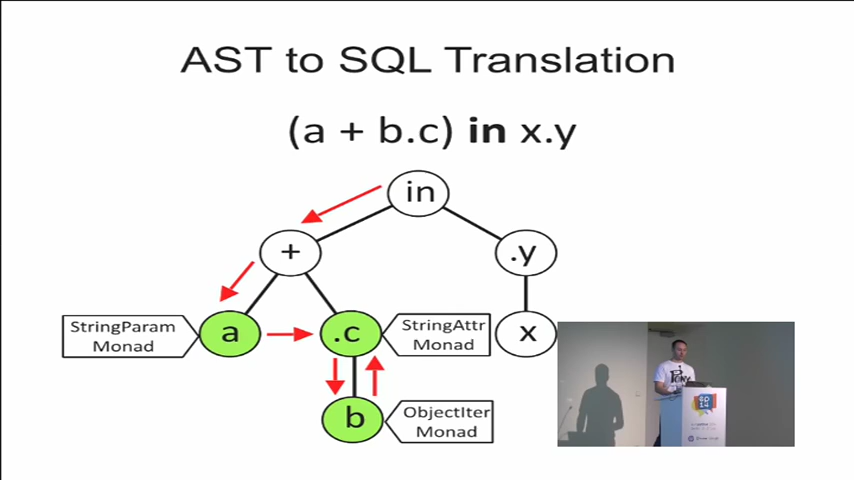 AST to SQL Translation
(a + b.c) in x.y
in
+
.y
StringParam
Monad
a
.c
StringAttr
Monad
x
b
ObjectIter
Monad